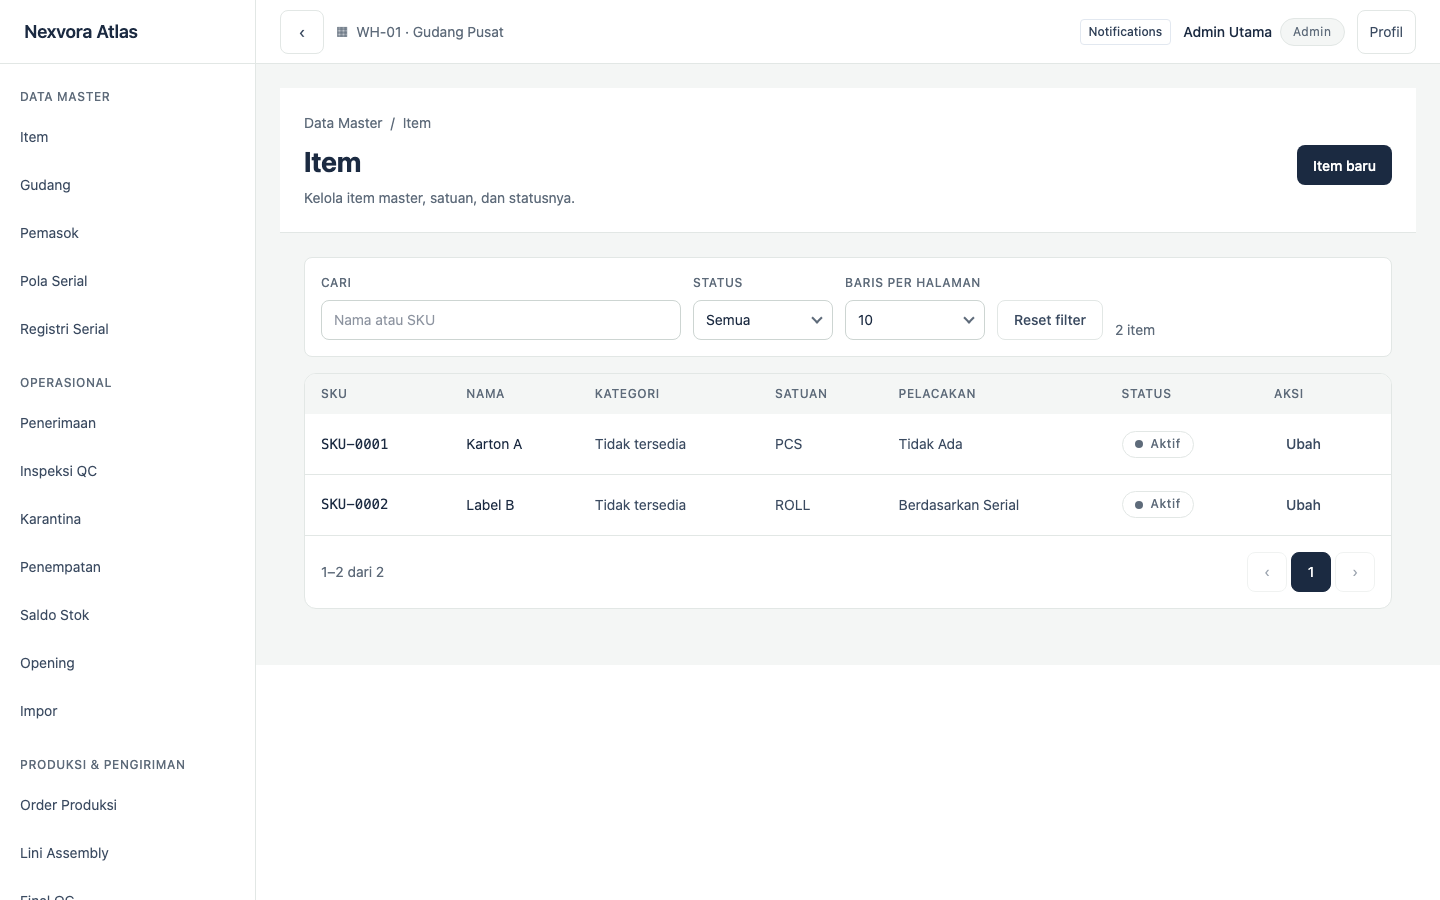 Nexvora Atlas
‹
WH-01 · Gudang Pusat
Notifications
Admin Utama
Admin
Profil
DATA MASTER
Item
Gudang
Pemasok
Pola Serial
Registri Serial
OPERASIONAL
Penerimaan
Inspeksi QC
Karantina
Penempatan
Saldo Stok
Opening
Impor
PRODUKSI & PENGIRIMAN
Order Produksi
Lini Assembly
Final QC
Data Master / Item
Item
Kelola item master, satuan, dan statusnya.
Item baru
CARI
Nama atau SKU
STATUS
Semua
BARIS PER HALAMAN
10
Reset filter
2 item
SKU NAMA KATEGORI SATUAN PELACAKAN STATUS AKSI
SKU-0001 Karton A Tidak tersedia PCS Tidak Ada Aktif Ubah
SKU-0002 Label B Tidak tersedia ROLL Berdasarkan Serial Aktif Ubah
1–2 dari 2
‹ 1 ›